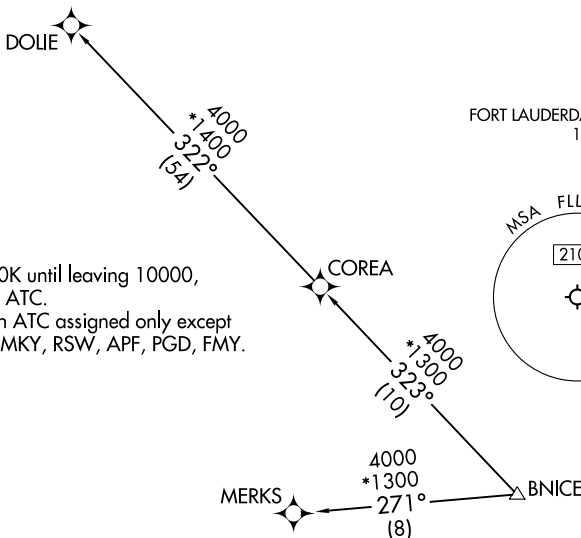 DOLIE
4000
*1400
322°
(54)
FORT LAUDERDA
1
MSA FLL
210
0K until leaving 10000,
ATC.
n ATC assigned only except
MKY, RSW, APF, PGD, FMY.
COREA
4000
*1300
323°
(10)
4000
*1300
271°
(8)
MERKS
BNICE